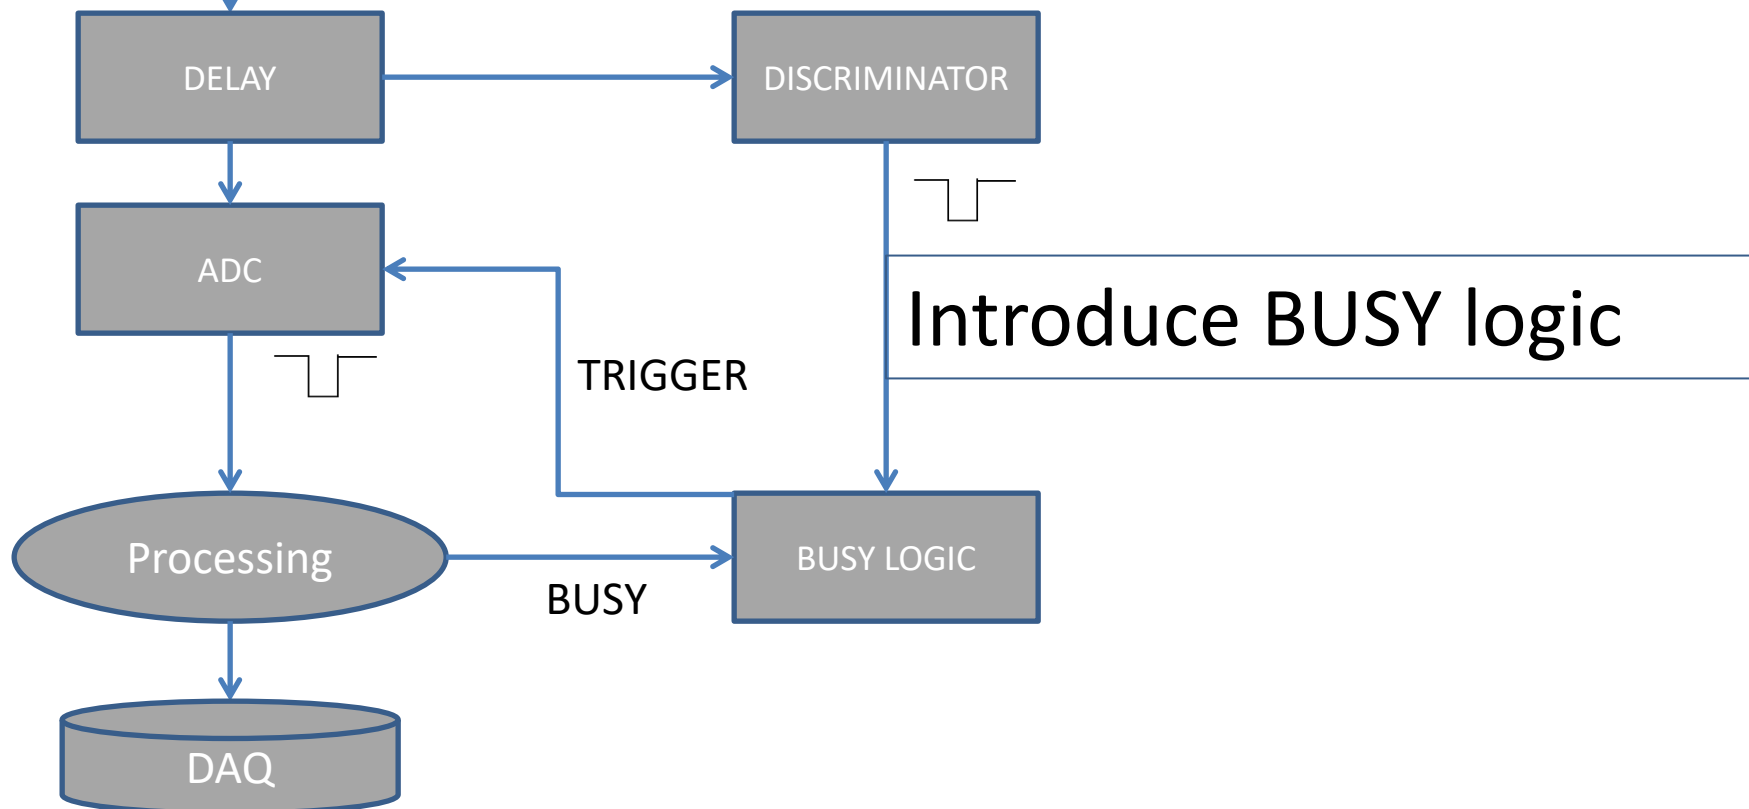 DELAY
DISCRIMINATOR
ADC
Introduce BUSY logic
TRIGGER
Processing
BUSY LOGIC
BUSY
DAQ